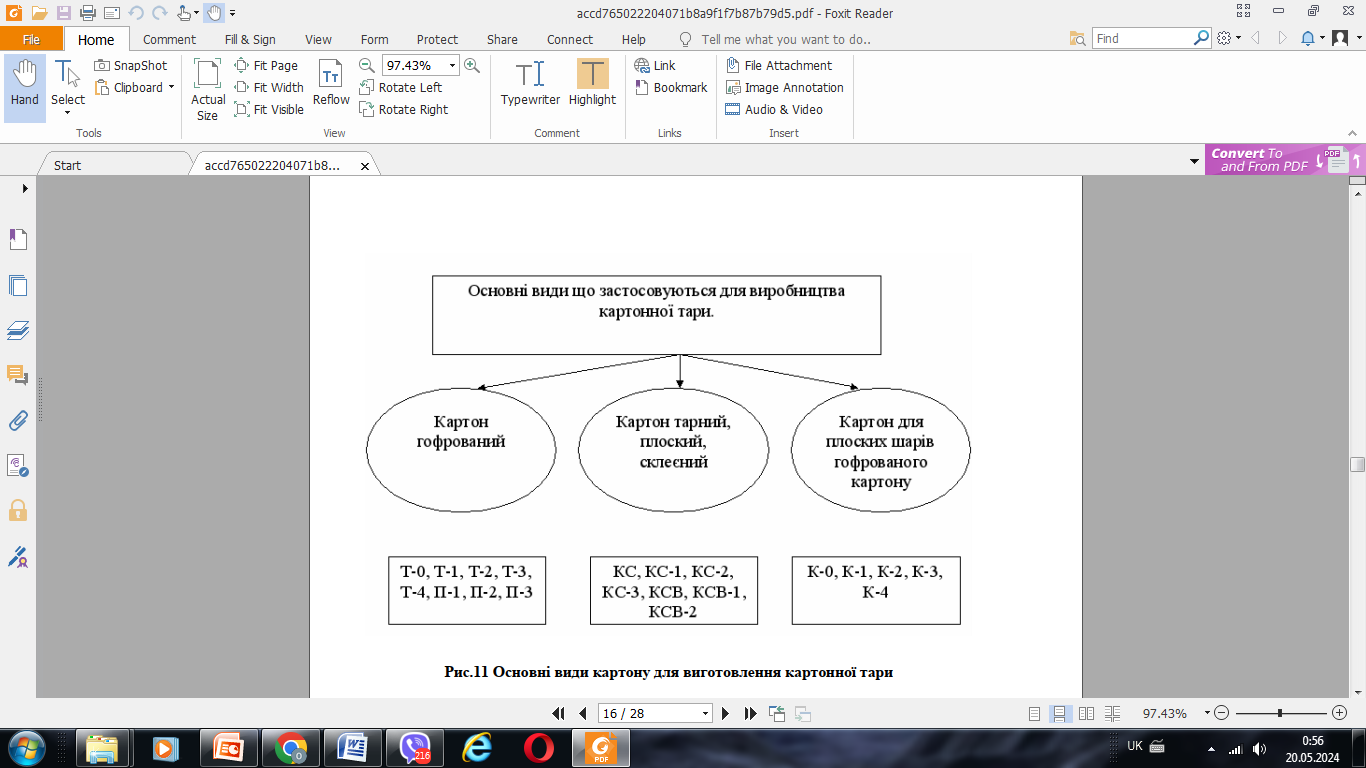 accd765022204071b8a9f1f7b87b79d5.pdf - Foxit Reader
File Home Comment Fill & Sign View Form Protect Share Connect Help Tell me what you want to do.. Find
Hand
Select
SnapShot
Clipboard
Tools
Actual
Size
Fit Page
Fit Width
Fit Visible
Reflow
97.43%
Rotate Left
Rotate Right
View
Typewriter
Highlight
Comment
Link
Bookmark
Links
File Attachment
Image Annotation
Audio & Video
Insert
Start
accd765022204071b8...
Convert To
and From PDF
PDF
Основні види що застосовуються для виробництва
картонної тари.
Картон
гофрований
Картон тарний,
плоский,
склеєний
Картон для
плоских шарів
гофрованого
картону
Т-0, Т-1, Т-2, Т-3,
Т-4, П-1, П-2, П-3
КС, КС-1, КС-2,
КС-3, КСВ, КСВ-1,
КСВ-2
К-0, К-1, К-2, К-3,
К-4
Рис.11 Основні види картону для виготовлення картонної тари
16 / 28
97.43%
216
PDF
UK
0:56
20.05.2024